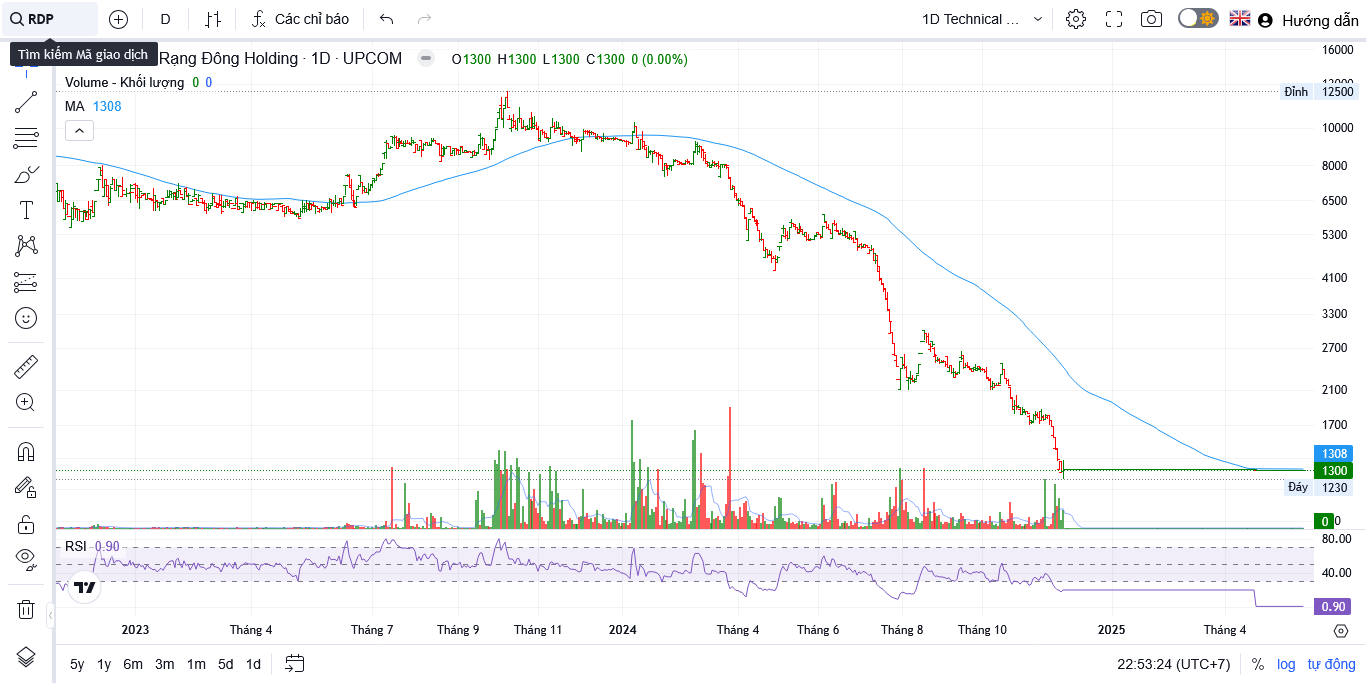 RDP D Các chỉ báo 1D Technical ... Hướng dẫn
Tìm kiếm Mã giao dịch
Rạng Đông Holding · 1D · UPCOM O1300 H1300 L1300 C1300 0 (0.00%)
Volume - Khối lượng 0 0
MA 1308
16000
12000
Đỉnh 12500
10000
8000
6500
5300
4100
3300
2700
2100
1700
1308
1300
Đáy 1230
0 0
RSI 0.90
80.00
40.00
0.90
2023 Tháng 4 Tháng 7 Tháng 9 Tháng 11 2024 Tháng 4 Tháng 6 Tháng 8 Tháng 10 2025 Tháng 4
5y 1y 6m 3m 1m 5d 1d 22:53:24 (UTC+7) % log tự động